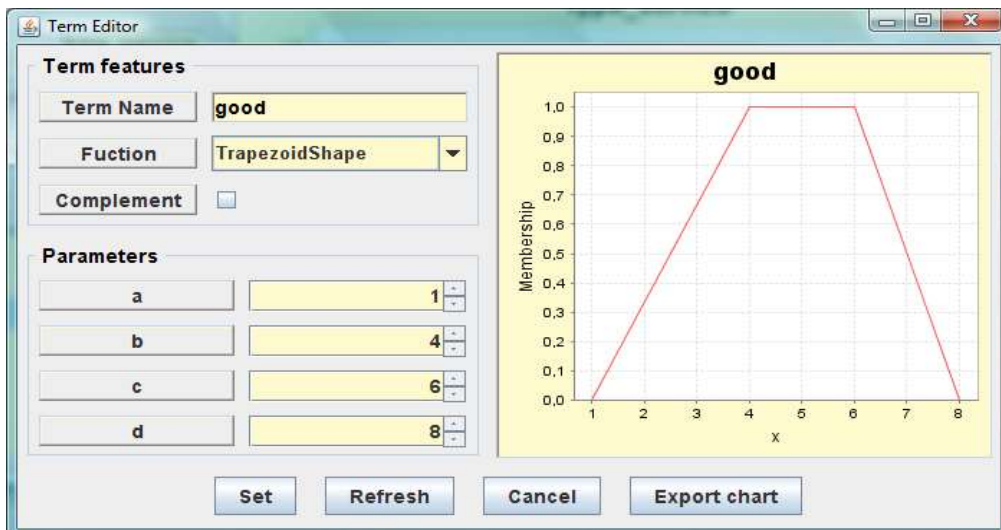 Term Editor
Term features
Term Name
good
Fuction
TrapezoidShape
Complement
Parameters
a
1
b
4
c
6
d
8
good
1,0
0,9
0,8
0,7
0,6
0,5
0,4
0,3
0,2
0,1
0,0
Membership
1 2 3 4 5 6 7 8
x
Set
Refresh
Cancel
Export chart